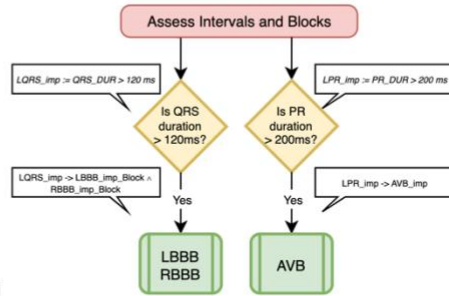 Assess Intervals and Blocks
LQRS_imp := QRS_DUR > 120 ms
LPR_imp := PR_DUR > 200 ms
Is QRS
duration
> 120ms?
Is PR
duration
> 200ms?
LQRS_imp -> LBBB_imp_Block ∧
RBBB_imp_Block
LPR_imp -> AVB_imp
Yes
Yes
LBBB
RBBB
AVB